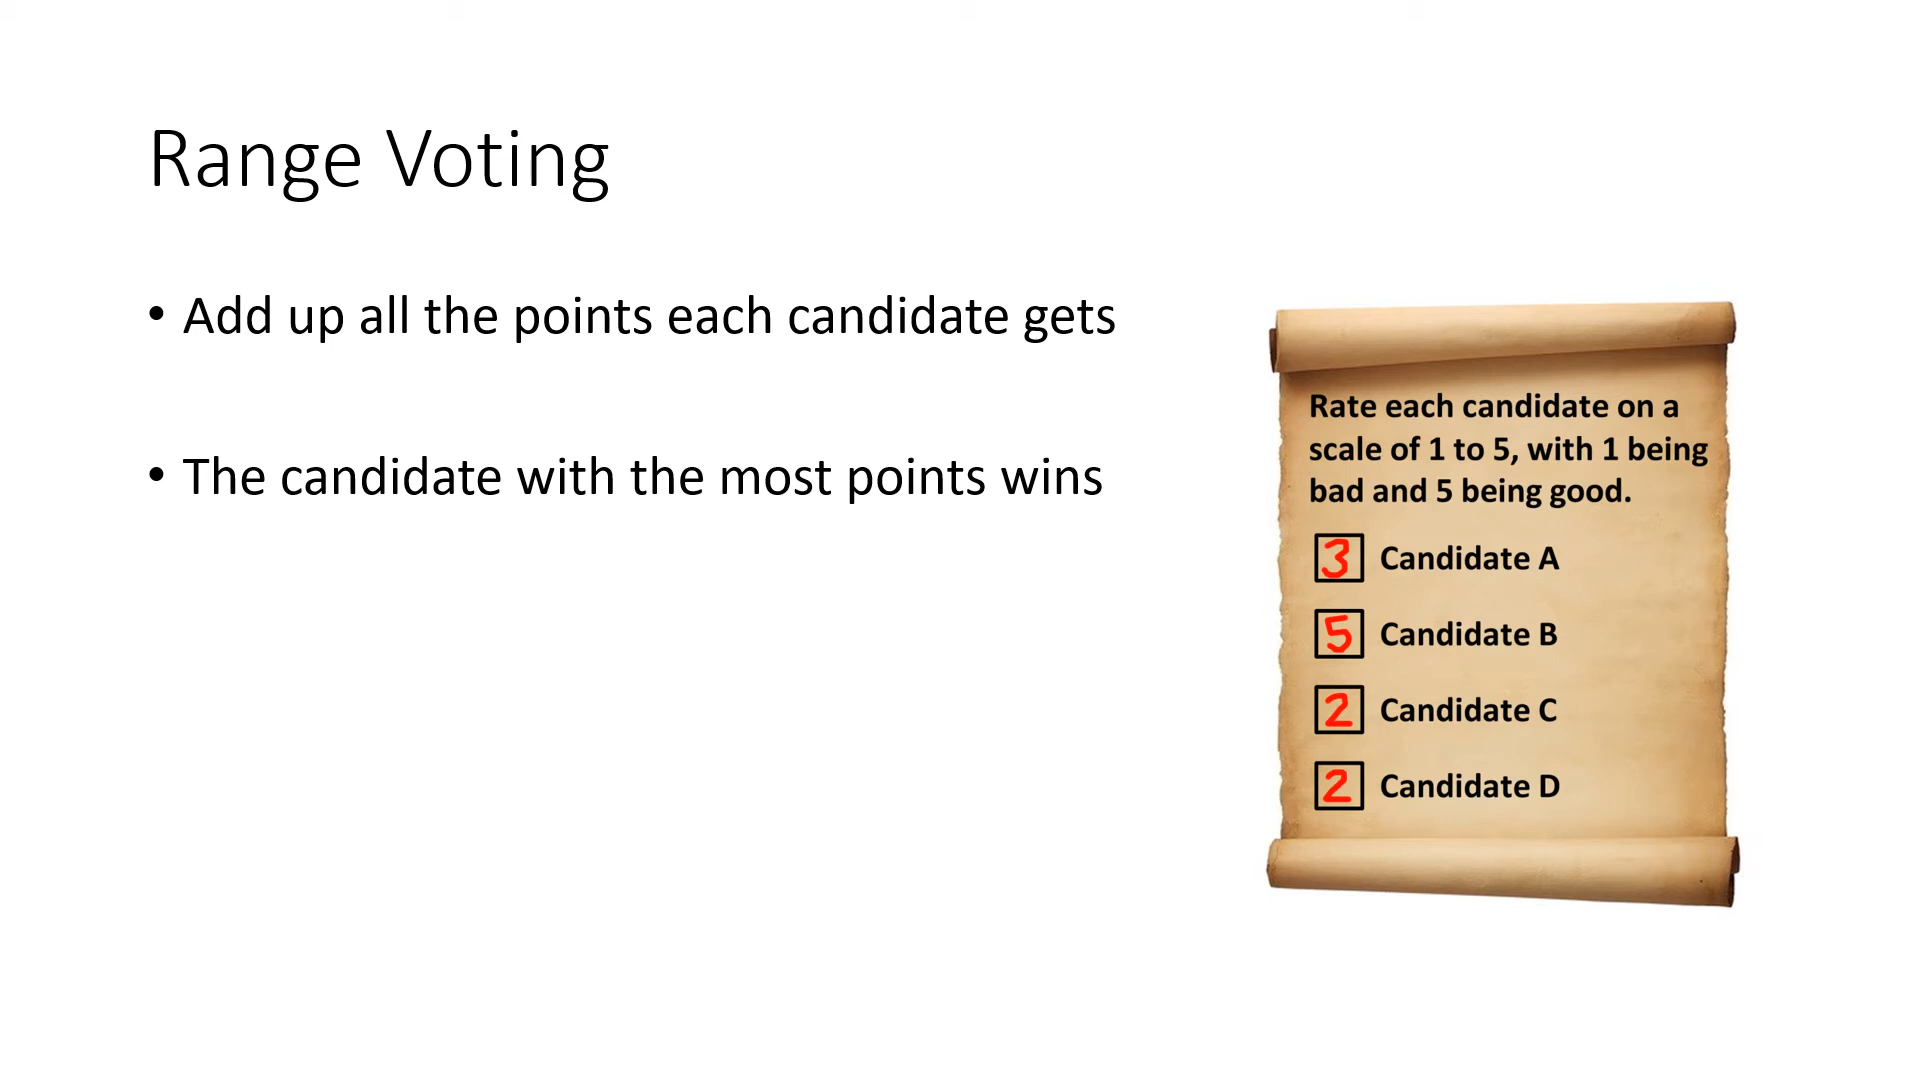 Range Voting
• Add up all the points each candidate gets
• The candidate with the most points wins
Rate each candidate on a
scale of 1 to 5, with 1 being
bad and 5 being good.
3 Candidate A
5 Candidate B
2 Candidate C
2 Candidate D